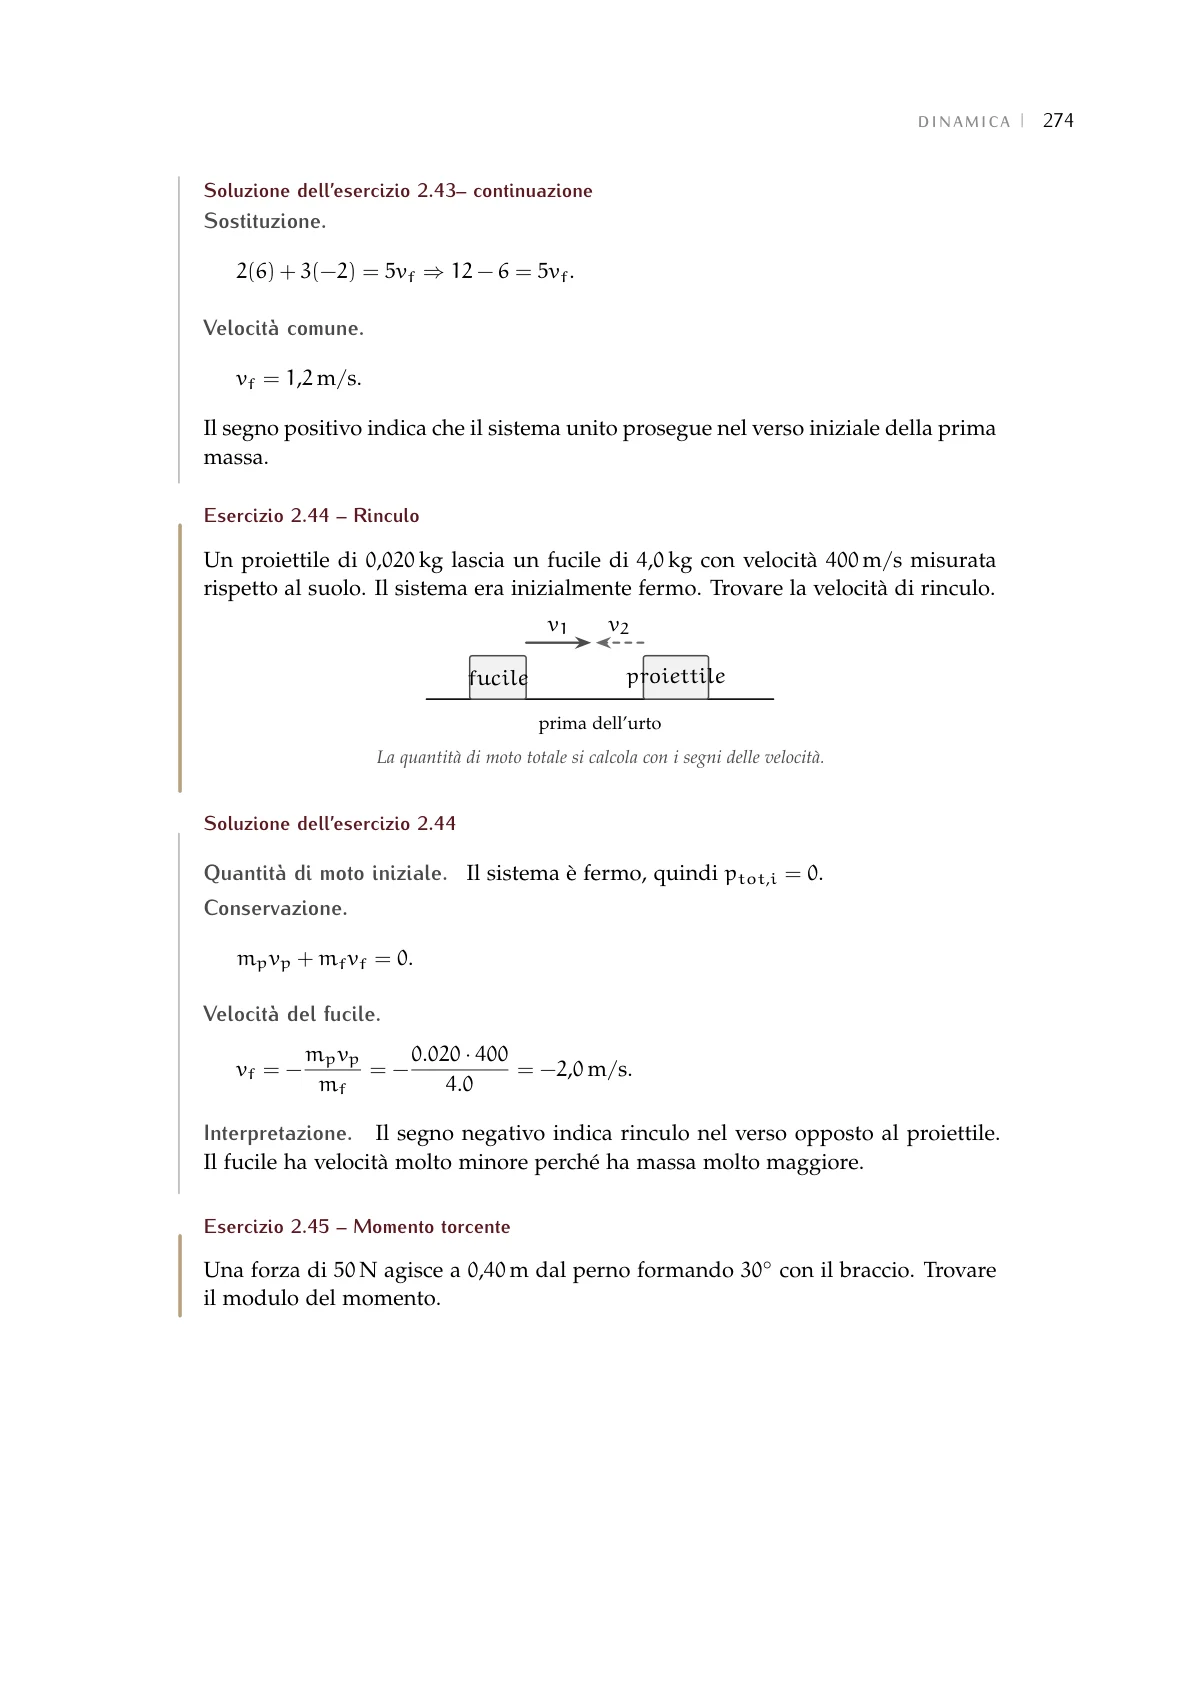 DINAMICA | 274
Soluzione dell'esercizio 2.43– continuazione
Sostituzione.
2(6) + 3(−2) = 5v_f ⇒ 12 − 6 = 5v_f.
Velocità comune.
v_f = 1,2 m/s.
Il segno positivo indica che il sistema unito prosegue nel verso iniziale della prima
massa.
Esercizio 2.44 – Rinculo
Un proiettile di 0,020 kg lascia un fucile di 4,0 kg con velocità 400 m/s misurata
rispetto al suolo. Il sistema era inizialmente fermo. Trovare la velocità di rinculo.
v_1 v_2
fucile proiettile
prima dell'urto
La quantità di moto totale si calcola con i segni delle velocità.
Soluzione dell'esercizio 2.44
Quantità di moto iniziale. Il sistema è fermo, quindi p_tot,i = 0.
Conservazione.
m_p v_p + m_f v_f = 0.
Velocità del fucile.
v_f = − m_p v_p / m_f = − 0.020 · 400 / 4.0 = −2,0 m/s.
Interpretazione. Il segno negativo indica rinculo nel verso opposto al proiettile.
Il fucile ha velocità molto minore perché ha massa molto maggiore.
Esercizio 2.45 – Momento torcente
Una forza di 50 N agisce a 0,40 m dal perno formando 30° con il braccio. Trovare
il modulo del momento.